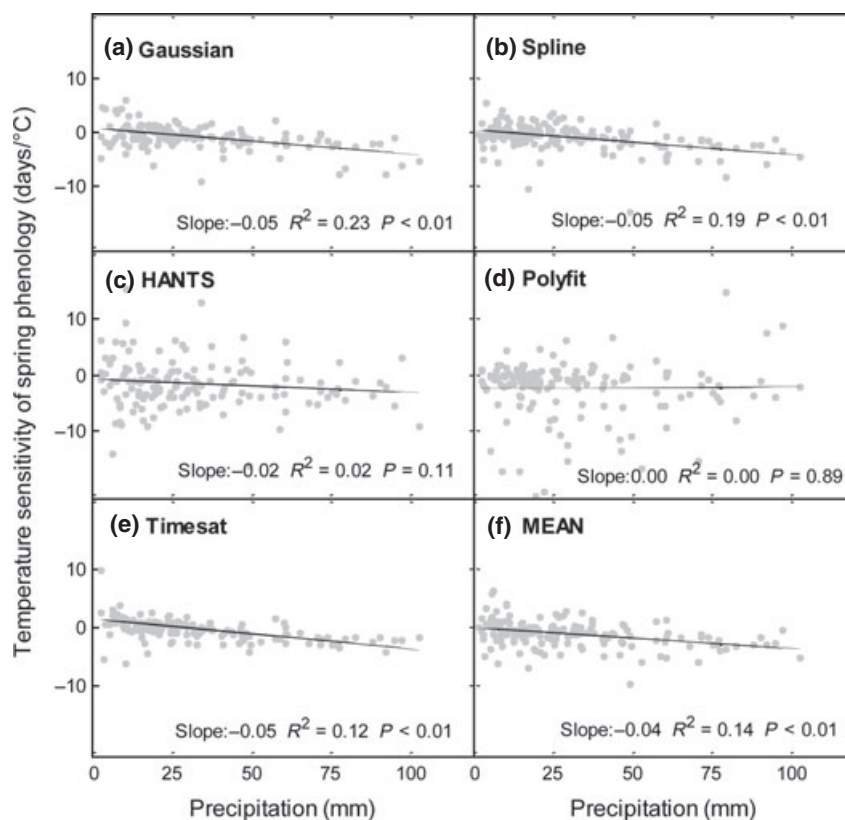 Temperature sensitivity of spring phenology (days/°C)
(a) Gaussian
(b) Spline
10
0
−10
Slope:−0.05 R² = 0.23 P < 0.01
Slope:−0.05 R² = 0.19 P < 0.01
(c) HANTS
(d) Polyfit
10
0
−10
Slope:−0.02 R² = 0.02 P = 0.11
Slope:0.00 R² = 0.00 P = 0.89
(e) Timesat
(f) MEAN
10
0
−10
Slope:−0.05 R² = 0.12 P < 0.01
Slope:−0.04 R² = 0.14 P < 0.01
0 25 50 75 100
0 25 50 75 100
Precipitation (mm)
Precipitation (mm)